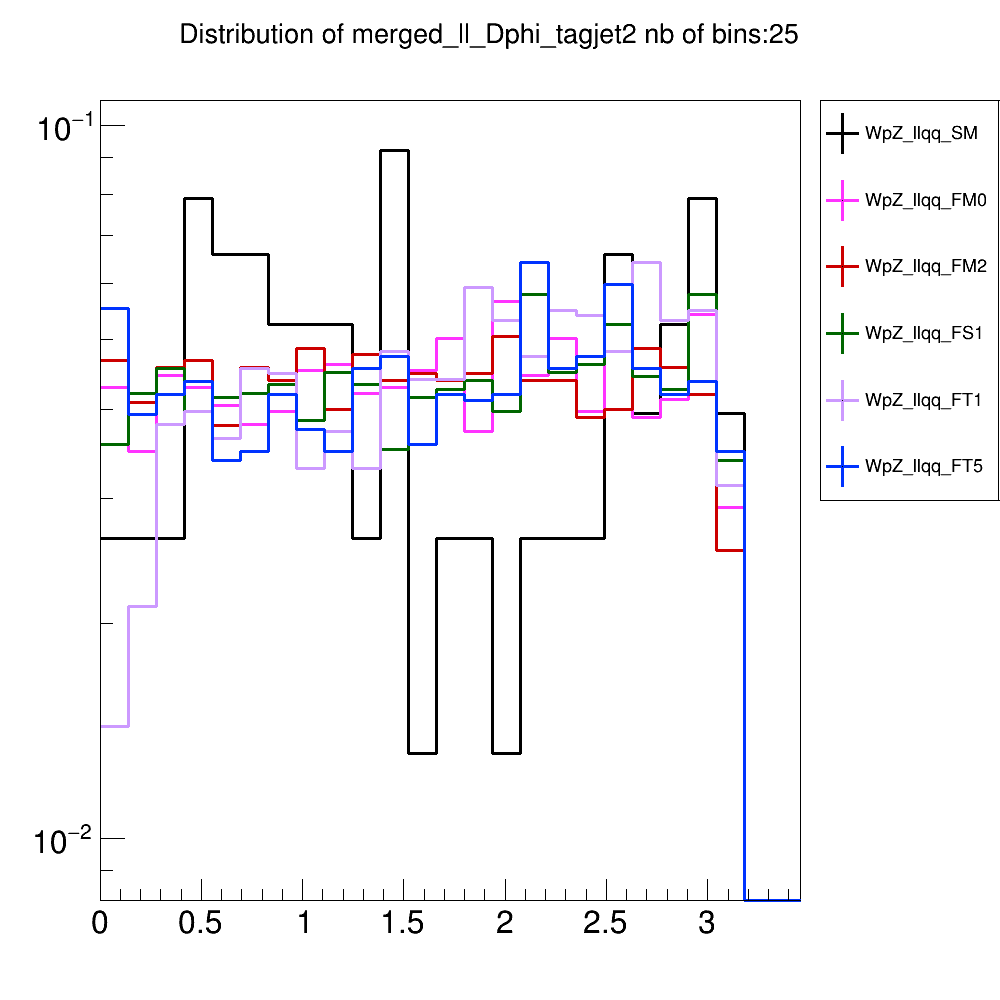 Distribution of merged_ll_Dphi_tagjet2 nb of bins:25
10⁻¹
10⁻²
0 0.5 1 1.5 2 2.5 3
WpZ_llqq_SM
WpZ_llqq_FM0
WpZ_llqq_FM2
WpZ_llqq_FS1
WpZ_llqq_FT1
WpZ_llqq_FT5